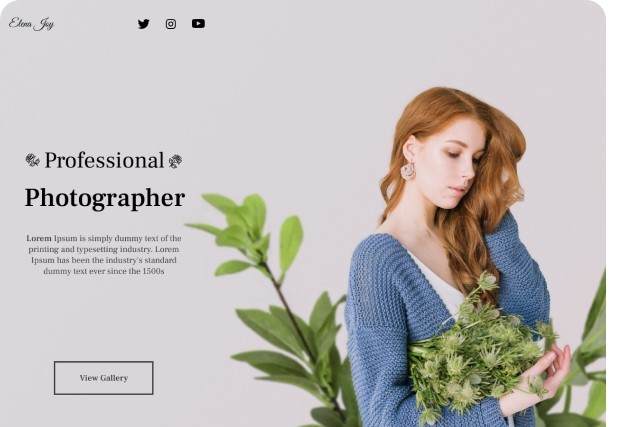 Elena Joy
Professional
Photographer
Lorem Ipsum is simply dummy text of the
printing and typesetting industry. Lorem
Ipsum has been the industry's standard
dummy text ever since the 1500s
View Gallery